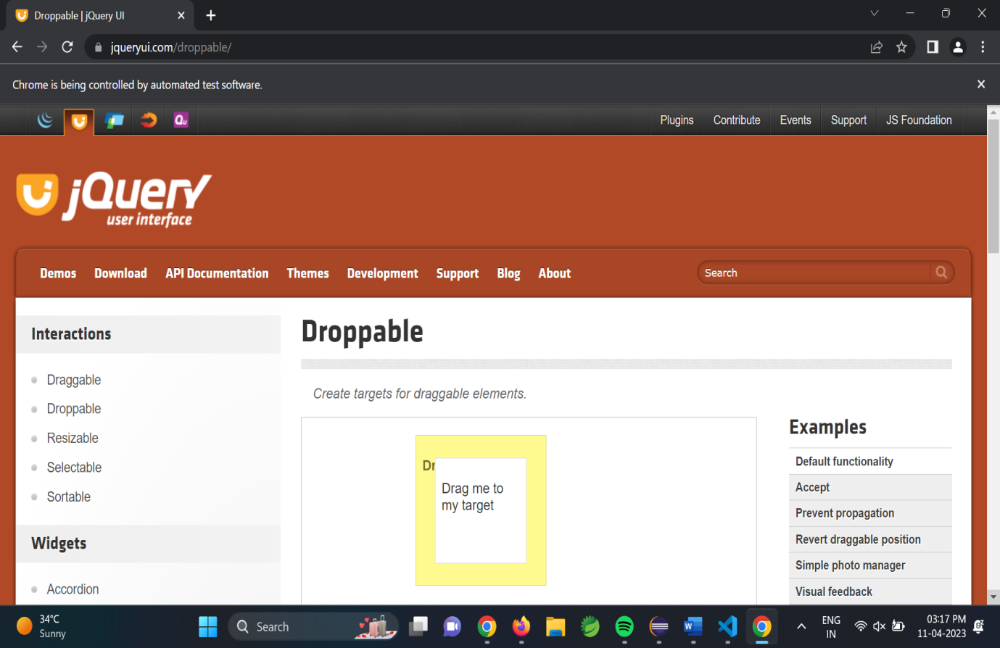 Droppable | jQuery UI
jqueryui.com/droppable/
Chrome is being controlled by automated test software.
Qu
Plugins
Contribute
Events
Support
JS Foundation
jQuery
user interface
Demos
Download
API Documentation
Themes
Development
Support
Blog
About
Search
Interactions
Draggable
Droppable
Resizable
Selectable
Sortable
Widgets
Accordion
Droppable
Create targets for draggable elements.
Dr
Drag me to
my target
Examples
Default functionality
Accept
Prevent propagation
Revert draggable position
Simple photo manager
Visual feedback
34°C
Sunny
Search
ENG
IN
03:17 PM
11-04-2023